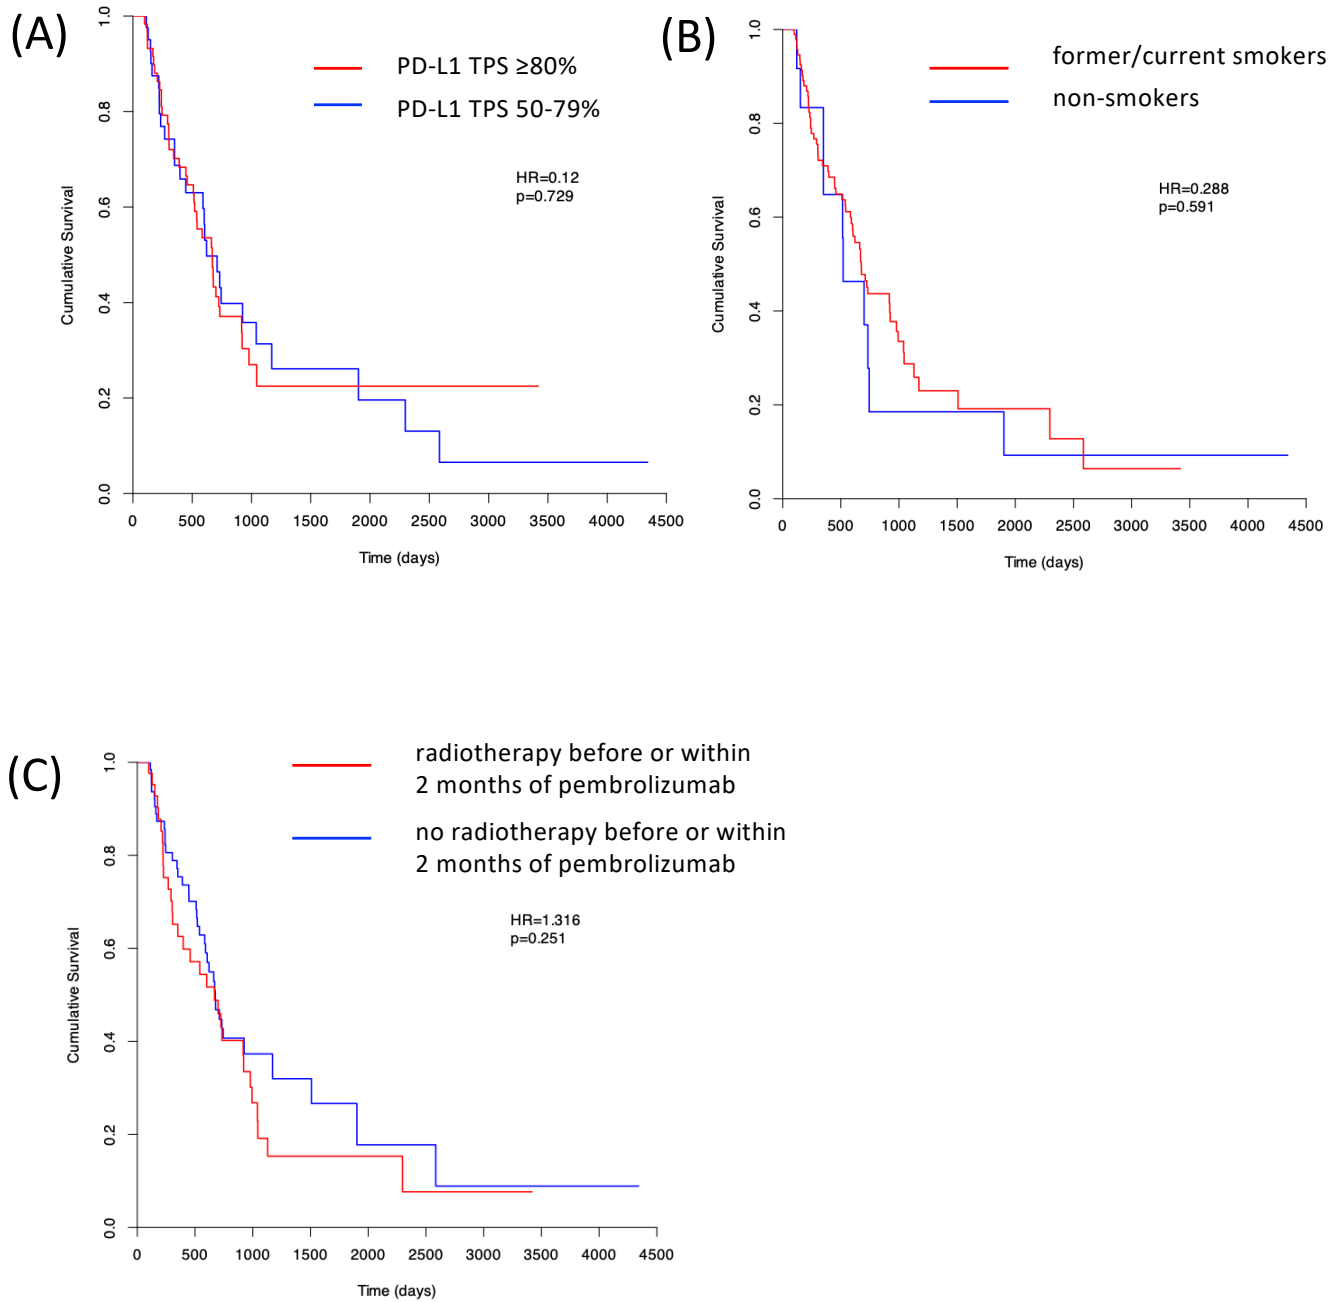 (A)
PD-L1 TPS ≥80%
PD-L1 TPS 50-79%
HR=0.12
p=0.729
Cumulative Survival
0.0
0.2
0.4
0.6
0.8
1.0
0 500 1000 1500 2000 2500 3000 3500 4000 4500
Time (days)
(B)
former/current smokers
non-smokers
HR=0.288
p=0.591
Cumulative Survival
0.0
0.2
0.4
0.6
0.8
1.0
0 500 1000 1500 2000 2500 3000 3500 4000 4500
Time (days)
(C)
radiotherapy before or within
2 months of pembrolizumab
no radiotherapy before or within
2 months of pembrolizumab
HR=1.316
p=0.251
Cumulative Survival
0.0
0.2
0.4
0.6
0.8
1.0
0 500 1000 1500 2000 2500 3000 3500 4000 4500
Time (days)